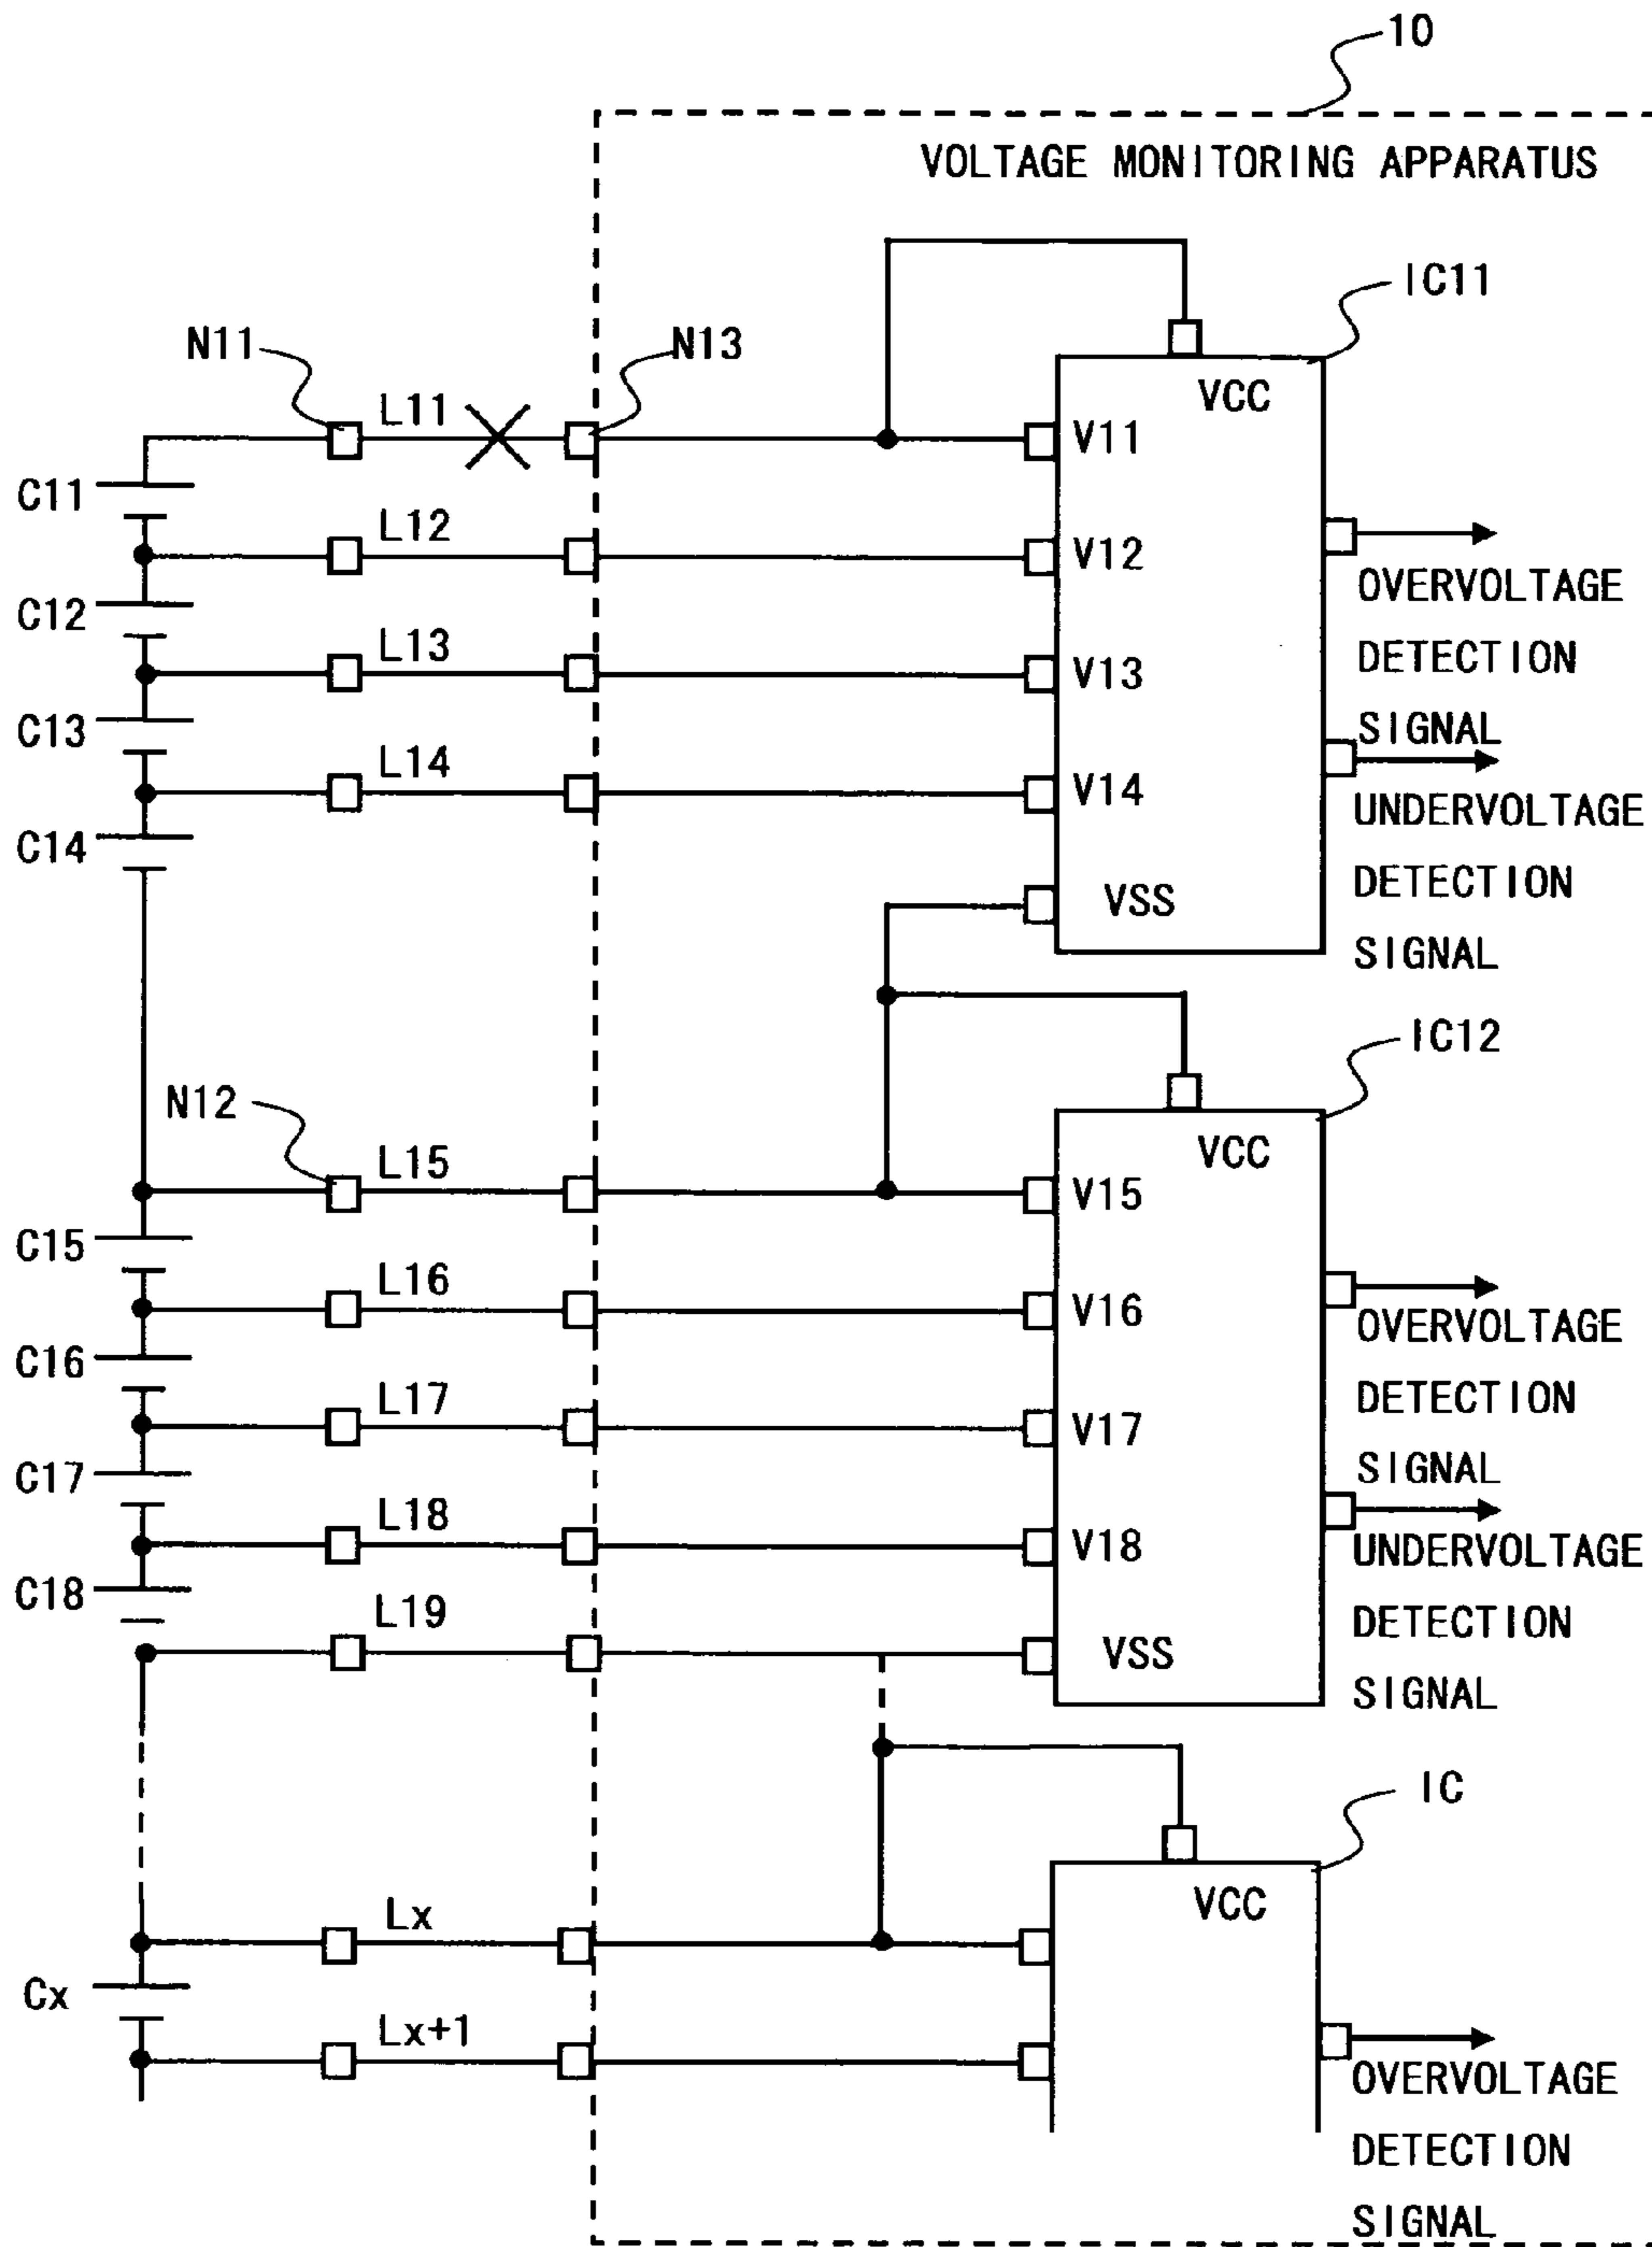 10
VOLTAGE MONITORING APPARATUS
IC11
N11
N13
L11
VCC
V11
C11
L12
V12
OVERVOLTAGE
DETECTION
SIGNAL
C12
L13
V13
C13
L14
V14
UNDERVOLTAGE
DETECTION
SIGNAL
C14
VSS
IC12
N12
VCC
L15
V15
C15
L16
V16
OVERVOLTAGE
DETECTION
SIGNAL
C16
L17
V17
C17
L18
V18
UNDERVOLTAGE
DETECTION
SIGNAL
C18
L19
VSS
IC
VCC
Lx
Cx
Lx+1
OVERVOLTAGE
DETECTION
SIGNAL